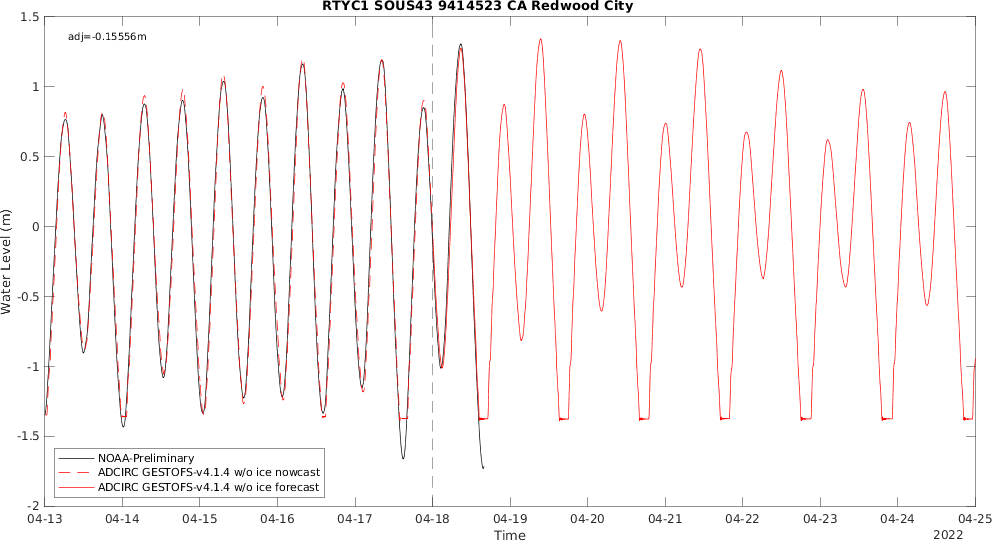 RTYC1 SOUS43 9414523 CA Redwood City
adj=-0.15556m
1.5
1
0.5
0
-0.5
-1
-1.5
-2
Water Level (m)
NOAA-Preliminary
ADCIRC GESTOFS-v4.1.4 w/o ice nowcast
ADCIRC GESTOFS-v4.1.4 w/o ice forecast
04-13 04-14 04-15 04-16 04-17 04-18 04-19 04-20 04-21 04-22 04-23 04-24 04-25
Time
2022